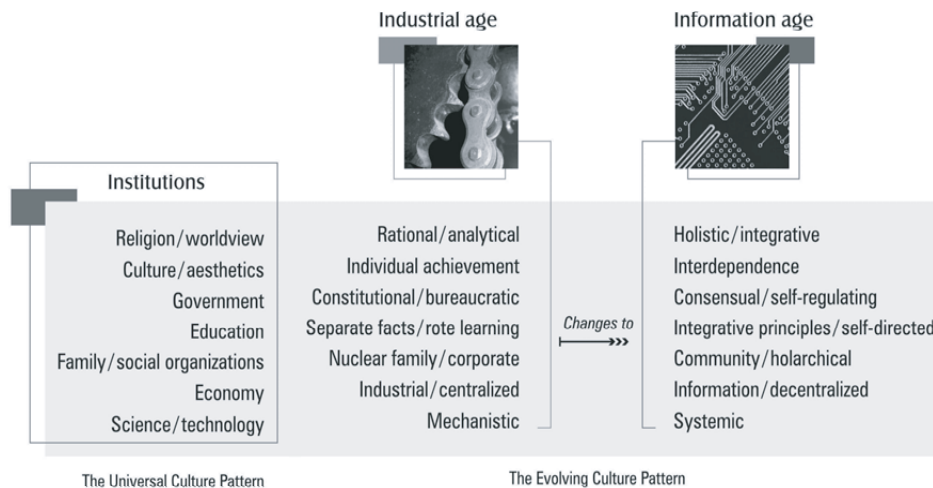 Industrial age
Information age
Institutions
Religion/worldview
Culture/aesthetics
Government
Education
Family/social organizations
Economy
Science/technology
Rational/analytical
Individual achievement
Constitutional/bureaucratic
Separate facts/rote learning
Nuclear family/corporate
Industrial/centralized
Mechanistic
Changes to
Holistic/integrative
Interdependence
Consensual/self-regulating
Integrative principles/self-directed
Community/holarchical
Information/decentralized
Systemic
The Universal Culture Pattern
The Evolving Culture Pattern